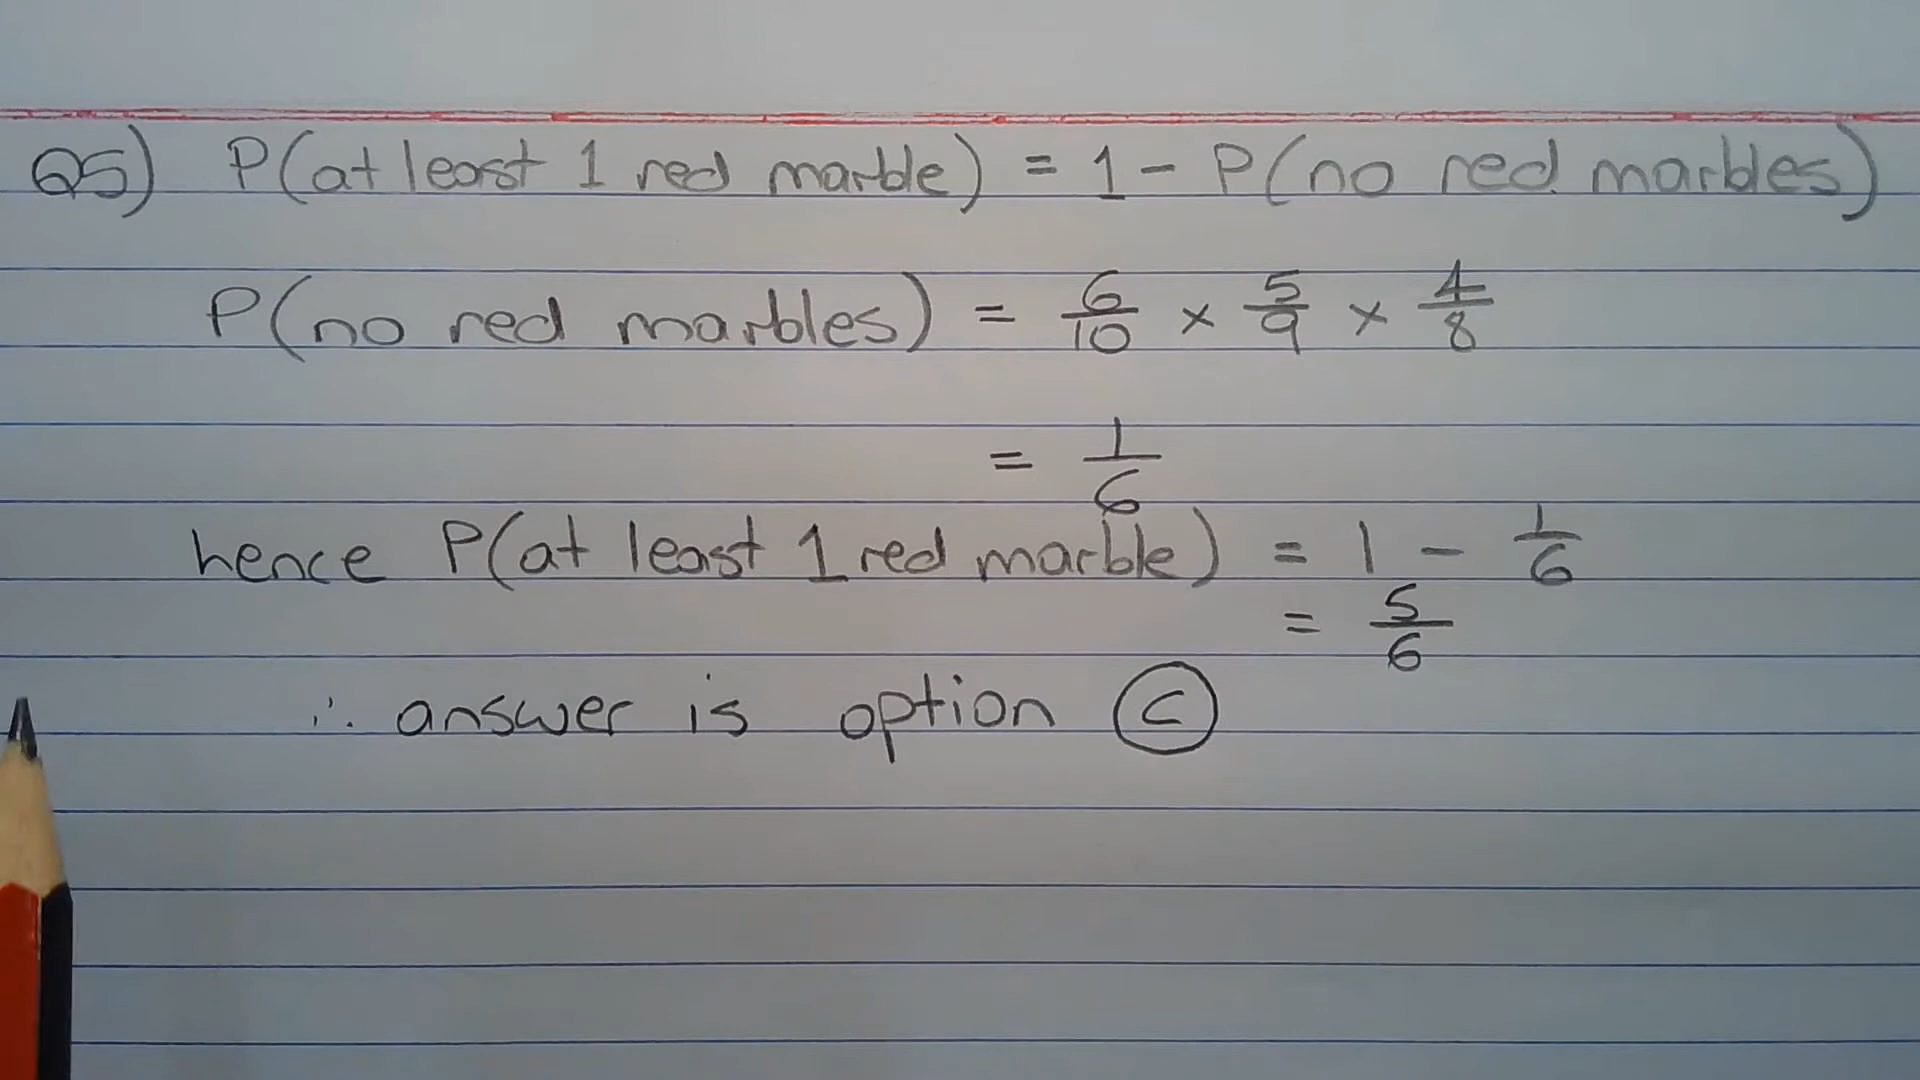 Q5) P(at least 1 red marble) = 1 - P(no red marbles)
P(no red marbles) = 6/10 × 5/9 × 4/8
= 1/6
hence P(at least 1 red marble) = 1 - 1/6
= 5/6
∴ answer is option C